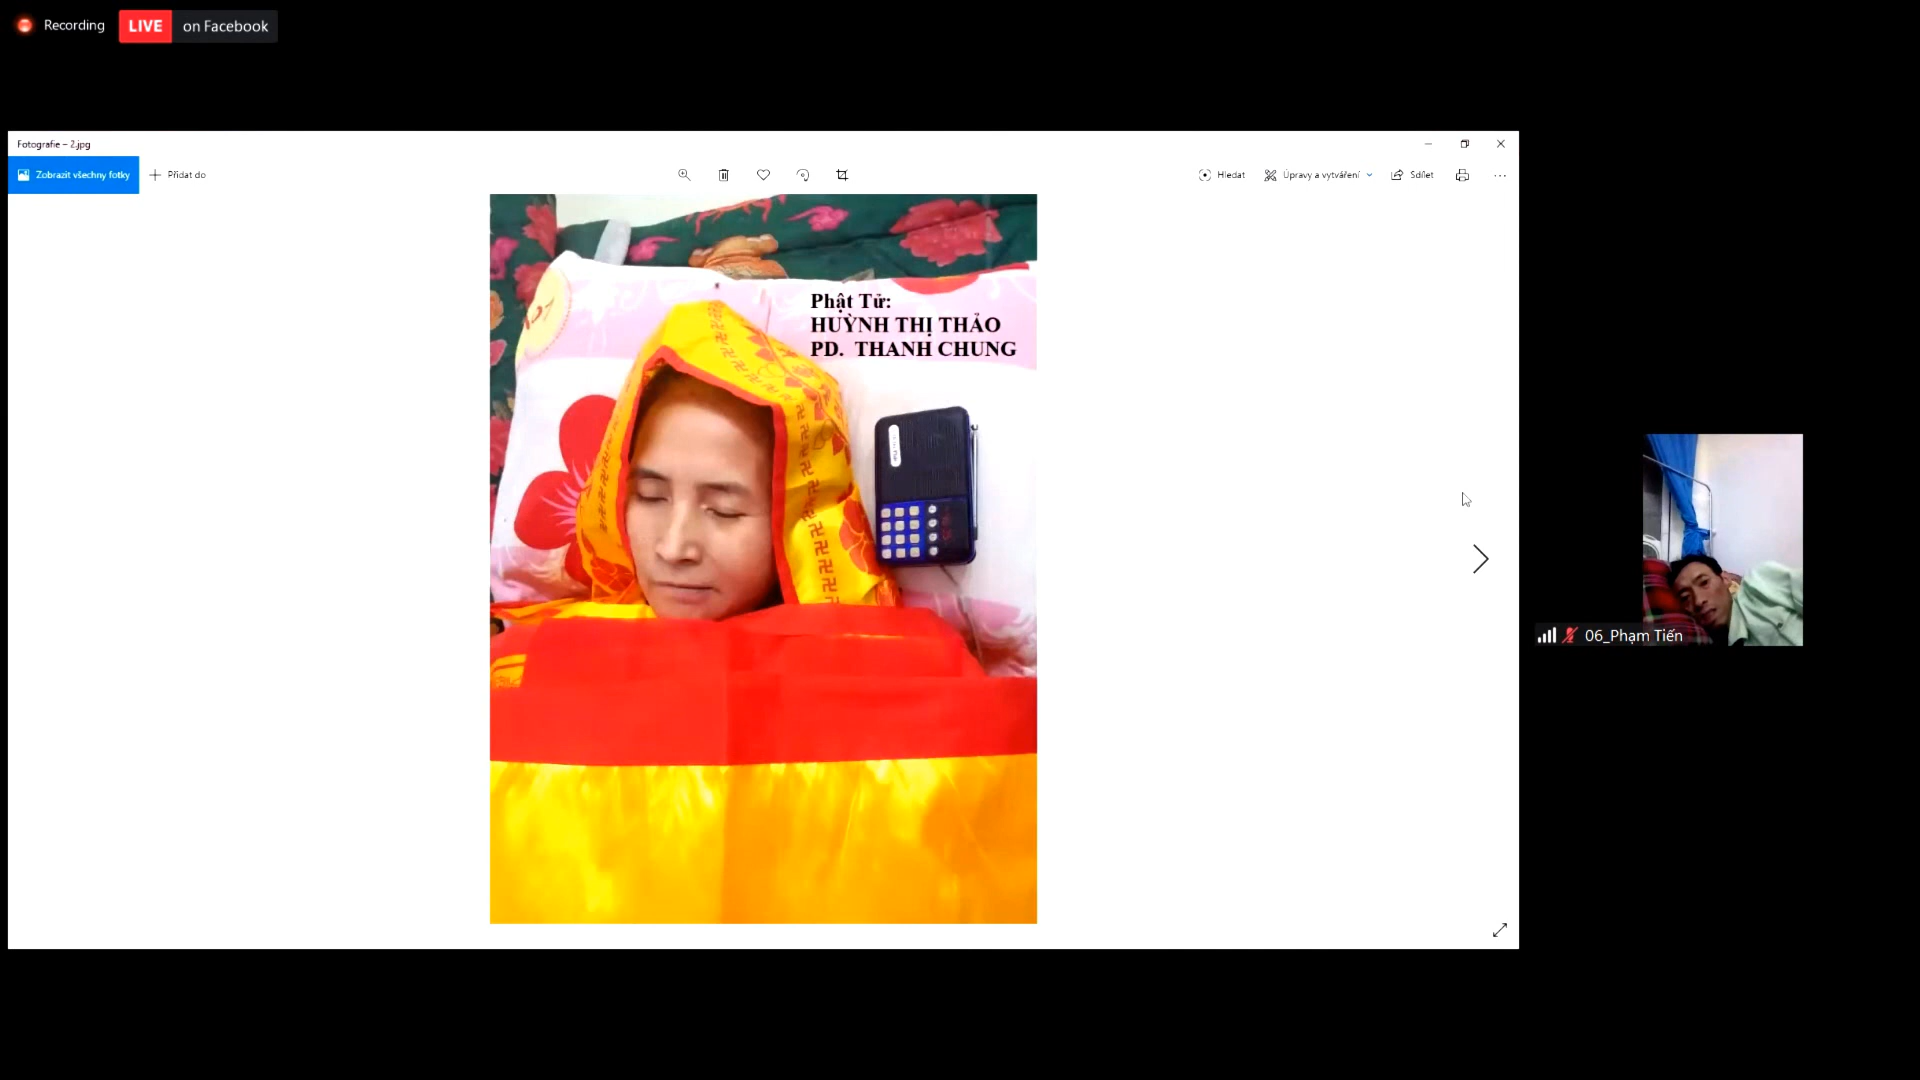 Recording
LIVE on Facebook
Fotografie – 2.jpg
Zobrazit všechny fotky
Přidat do
Hledat
Úpravy a vytváření
Sdílet
Phật Tử:
HUỲNH THỊ THẢO
PD. THANH CHUNG
06_Phạm Tiến